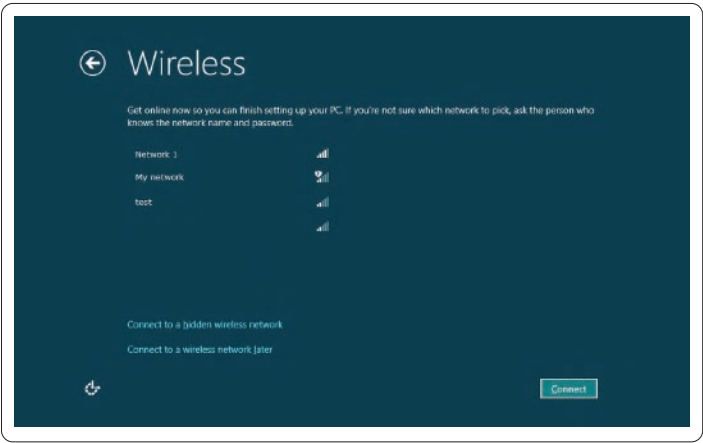 Wireless
Get online now so you can finish setting up your PC. If you're not sure which network to pick, ask the person who
knows the network name and password.
Network 1
My network
test
Connect to a hidden wireless network
Connect to a wireless network later
Connect